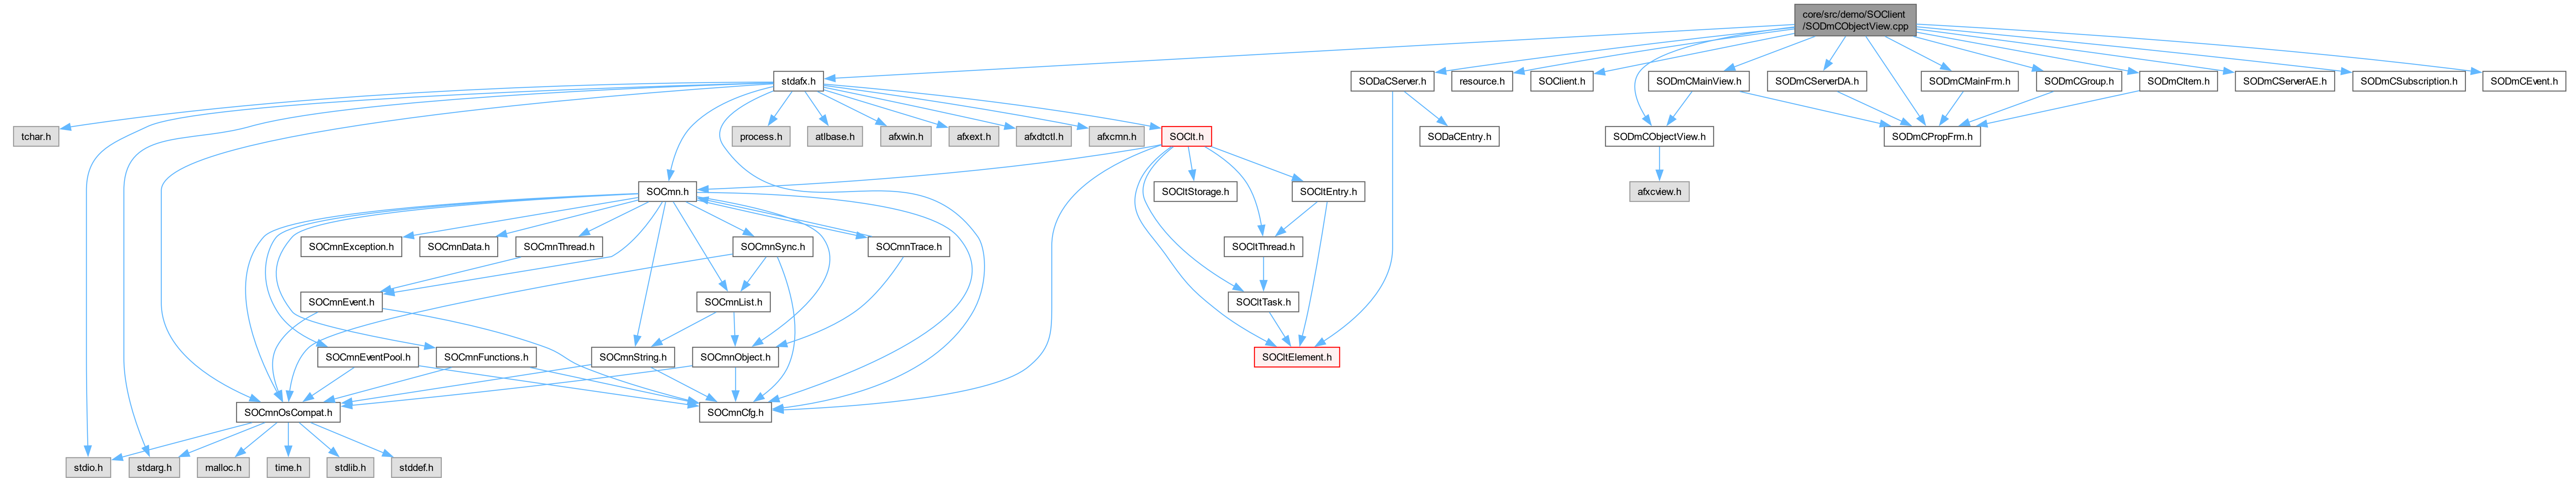 core/src/demo/SOClient
/SODmCObjectView.cpp
stdafx.h
SODaCServer.h
resource.h
SOClient.h
SODmCMainView.h
SODmCServerDA.h
SODmCMainFrm.h
SODmCGroup.h
SODmCItem.h
SODmCServerAE.h
SODmCSubscription.h
SODmCEvent.h
tchar.h
process.h
atlbase.h
afxwin.h
afxext.h
afxdtctl.h
afxcmn.h
SOClt.h
SODaCEntry.h
SODmCObjectView.h
SODmCPropFrm.h
SOCmn.h
SOCltStorage.h
SOCltEntry.h
afxcview.h
SOCmnException.h
SOCmnData.h
SOCmnThread.h
SOCmnSync.h
SOCmnTrace.h
SOCltThread.h
SOCmnEvent.h
SOCmnList.h
SOCltTask.h
SOCmnEventPool.h
SOCmnFunctions.h
SOCmnString.h
SOCmnObject.h
SOCltElement.h
SOCmnOsCompat.h
SOCmnCfg.h
stdio.h
stdarg.h
malloc.h
time.h
stdlib.h
stddef.h